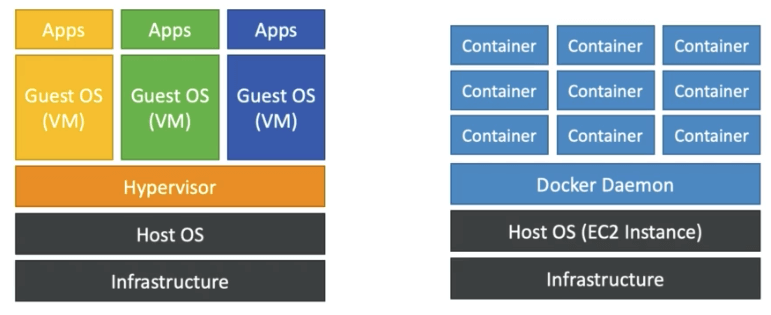 Apps
Apps
Apps
Guest OS
(VM)
Guest OS
(VM)
Guest OS
(VM)
Hypervisor
Host OS
Infrastructure
Container
Container
Container
Container
Container
Container
Container
Container
Container
Docker Daemon
Host OS (EC2 Instance)
Infrastructure